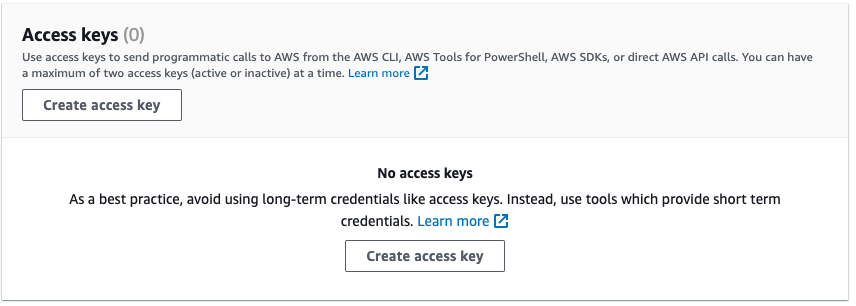 Access keys (0)
Use access keys to send programmatic calls to AWS from the AWS CLI, AWS Tools for PowerShell, AWS SDKs, or direct AWS API calls. You can have
a maximum of two access keys (active or inactive) at a time. Learn more
Create access key
No access keys
As a best practice, avoid using long-term credentials like access keys. Instead, use tools which provide short term
credentials. Learn more
Create access key